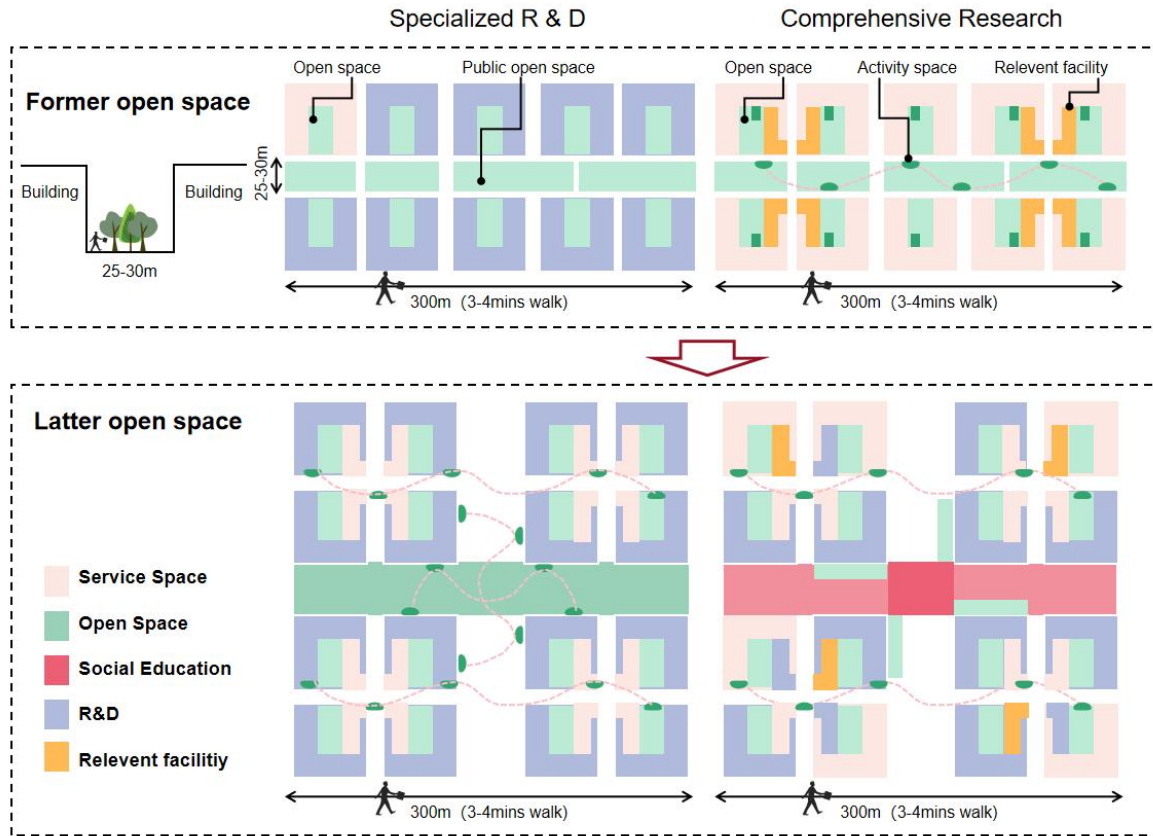 Specialized R & D
Comprehensive Research
Former open space
Open space
Public open space
Open space
Activity space
Relevent facility
Building
Building
25-30m
25-30m
300m (3-4mins walk)
300m (3-4mins walk)
Latter open space
Service Space
Open Space
Social Education
R&D
Relevent facilitiy
300m (3-4mins walk)
300m (3-4mins walk)